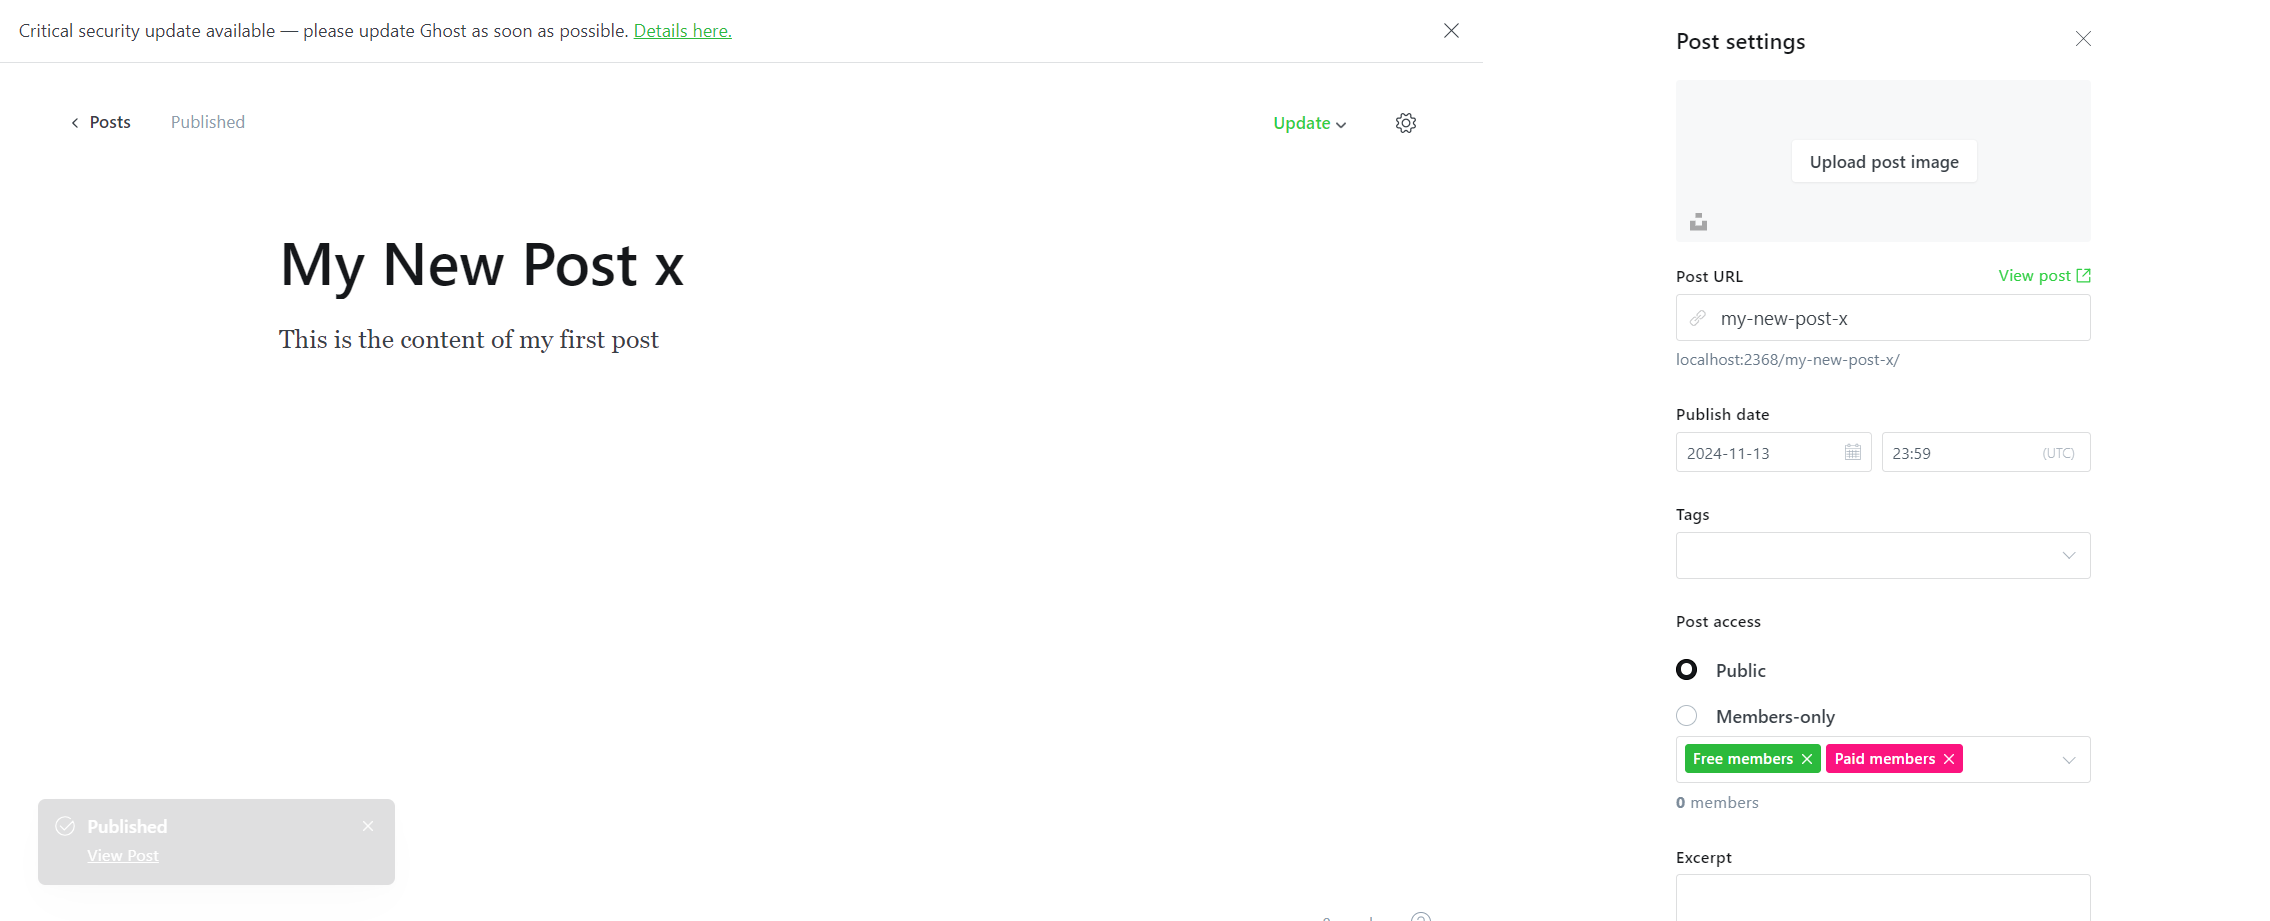 Critical security update available — please update Ghost as soon as possible. Details here.
Posts
Published
Update
My New Post x
This is the content of my first post
Published
View Post
Post settings
Upload post image
Post URL
View post
my-new-post-x
localhost:2368/my-new-post-x/
Publish date
2024-11-13
23:59
(UTC)
Tags
Post access
Public
Members-only
Free members
Paid members
0 members
Excerpt